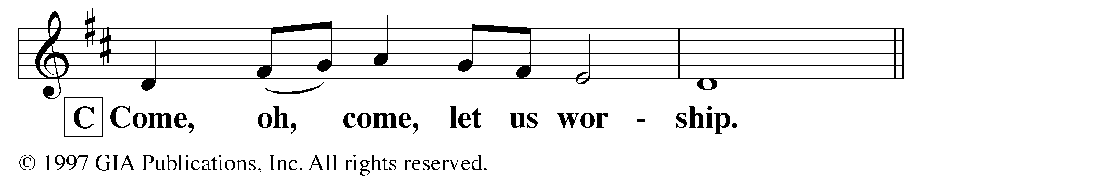 C Come, oh, come, let us wor - ship.
© 1997 GIA Publications, Inc. All rights reserved.